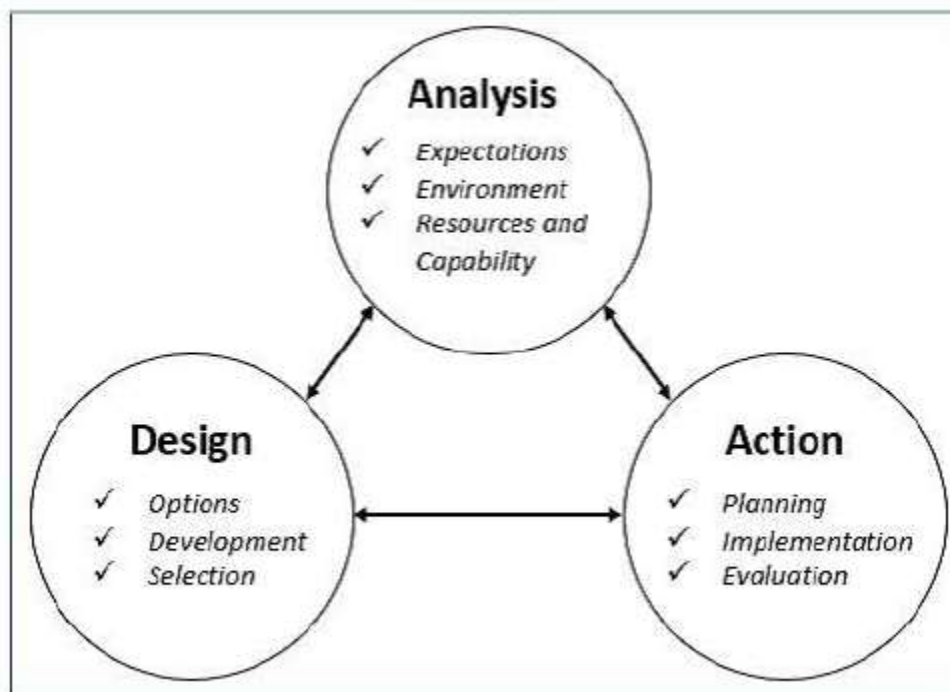 Analysis
✓ Expectations
✓ Environment
✓ Resources and
Capability
Design
✓ Options
✓ Development
✓ Selection
Action
✓ Planning
✓ Implementation
✓ Evaluation